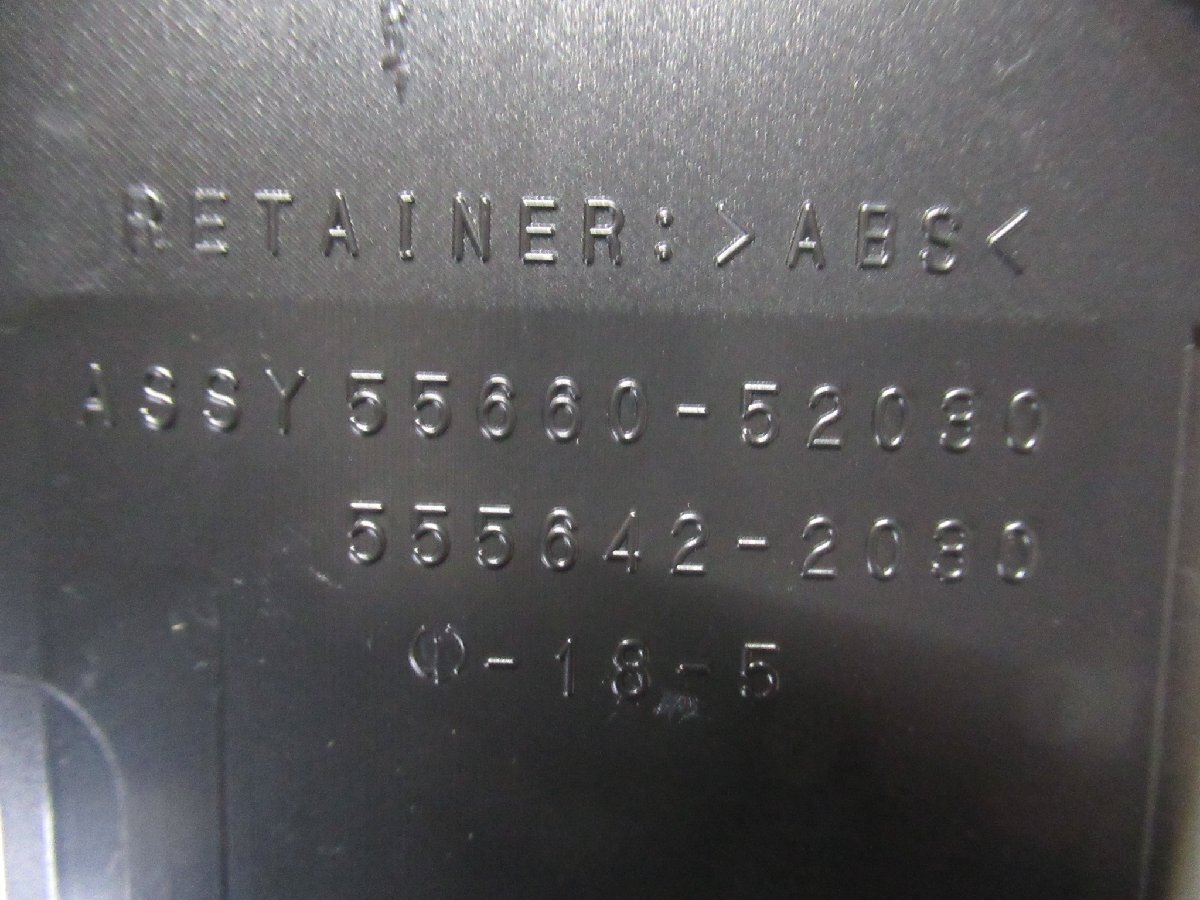 RETAINER:>ABS<
ASSY 55660-52080
555642-2080
Φ-18-5